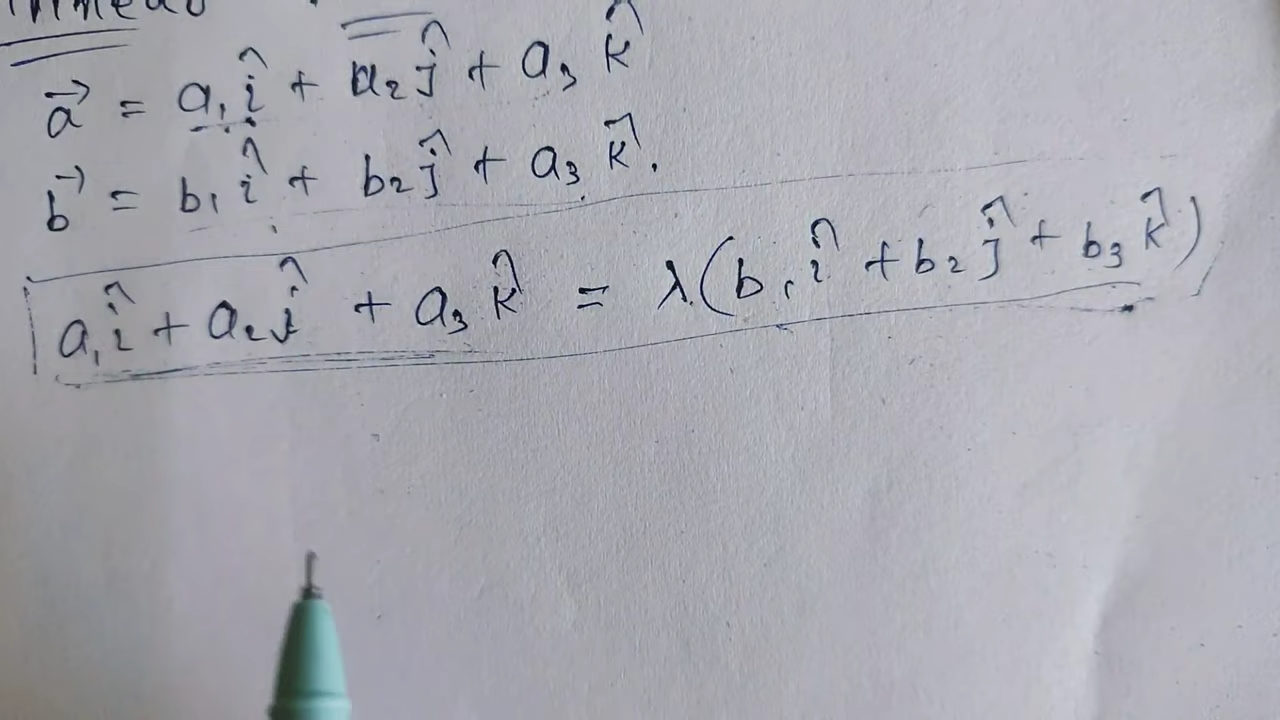 a⃗ = a₁î + a₂ĵ + a₃k̂
b⃗ = b₁î + b₂ĵ + a₃k̂.
a₁î + a₂ĵ + a₃k̂ = λ(b₁î + b₂ĵ + b₃k̂)